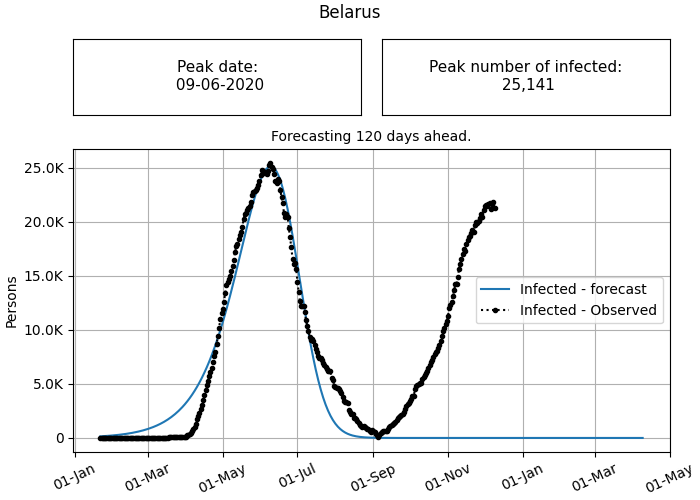 Belarus
Peak date:
09-06-2020
Peak number of infected:
25,141
Forecasting 120 days ahead.
25.0K
20.0K
15.0K
10.0K
5.0K
0
Persons
Infected - forecast
Infected - Observed
01-Jan
01-Mar
01-May
01-Jul
01-Sep
01-Nov
01-Jan
01-Mar
01-May